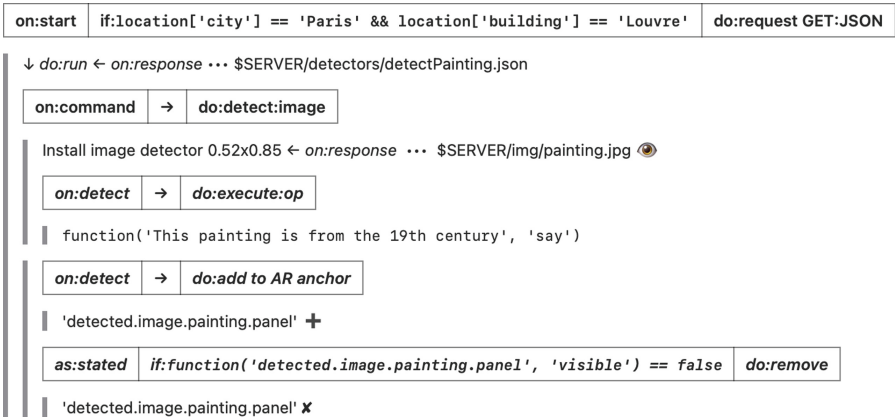 on:start if:location['city'] == 'Paris' && location['building'] == 'Louvre' do:request GET:JSON
↓ do:run ← on:response ••• $SERVER/detectors/detectPainting.json
on:command → do:detect:image
Install image detector 0.52x0.85 ← on:response ••• $SERVER/img/painting.jpg 👁
on:detect → do:execute:op
function('This painting is from the 19th century', 'say')
on:detect → do:add to AR anchor
'detected.image.painting.panel' ➕
as:stated if:function('detected.image.painting.panel', 'visible') == false do:remove
'detected.image.painting.panel' ✘